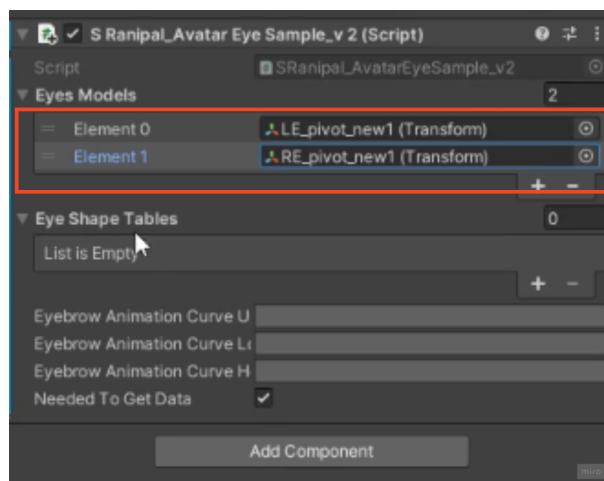 S Ranipal_Avatar Eye Sample_v 2 (Script)
Script SRanipal_AvatarEyeSample_v2
Eyes Models 2
Element 0 LE_pivot_new1 (Transform)
Element 1 RE_pivot_new1 (Transform)
+ -
Eye Shape Tables 0
List is Empty
+ -
Eyebrow Animation Curve U
Eyebrow Animation Curve Lo
Eyebrow Animation Curve H
Needed To Get Data
Add Component
miro